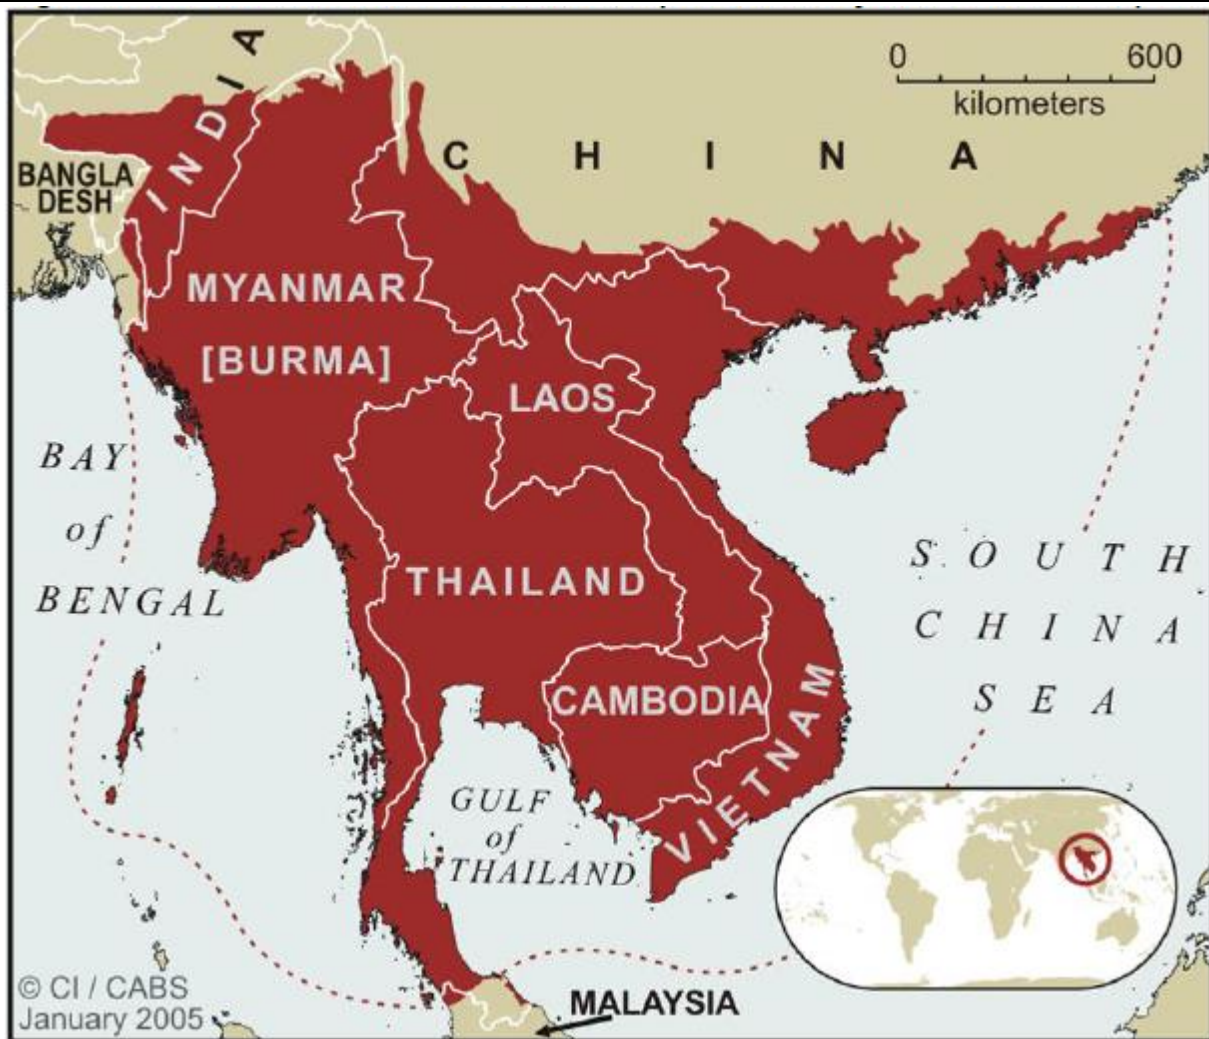 INDIA
0 600
kilometers
CHINA
BANGLA
DESH
MYANMAR
[BURMA]
LAOS
BAY
of
BENGAL
THAILAND
SOUTH
CHINA
SEA
CAMBODIA
VIETNAM
GULF
of
THAILAND
© CI / CABS
January 2005
MALAYSIA